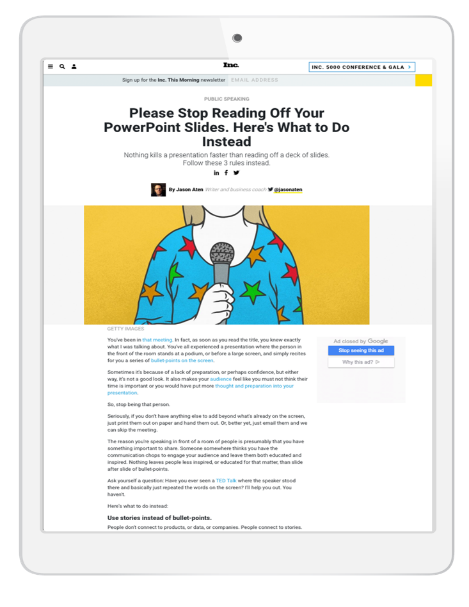 Inc.
INC. 5000 CONFERENCE & GALA >
Sign up for the Inc. This Morning newsletter EMAIL ADDRESS
PUBLIC SPEAKING
Please Stop Reading Off Your
PowerPoint Slides. Here's What to Do
Instead
Nothing kills a presentation faster than reading off a deck of slides.
Follow these 3 rules instead.
in f
By Jason Aten Writer and business coach @jasonaten
GETTY IMAGES
You've been in that meeting. In fact, as soon as you read the title, you knew exactly
what I was talking about. You've all experienced a presentation where the person in
the front of the room stands at a podium, or before a large screen, and simply recites
for you a series of bullet-points on the screen.
Sometimes it's because of a lack of preparation, or perhaps confidence, but either
way, it's not a good look. It also makes your audience feel like you must not think their
time is important or you would have put more thought and preparation into your
presentation.
So, stop being that person.
Seriously, if you don't have anything else to add beyond what's already on the screen,
just print them out on paper and hand them out. Or, better yet, just email them and we
can skip the meeting.
The reason you're speaking in front of a room of people is presumably that you have
something important to share. Someone somewhere thinks you have the
communication chops to engage your audience and leave them both educated and
inspired. Nothing leaves people less inspired, or educated for that matter, than slide
after slide of bullet-points.
Ask yourself a question: Have you ever seen a TED Talk where the speaker stood
there and basically just repeated the words on the screen? I'll help you out. You
haven't.
Here's what to do instead:
Use stories instead of bullet-points.
People don't connect to products, or data, or companies. People connect to stories.
Ad closed by Google
Stop seeing this ad
Why this ad?